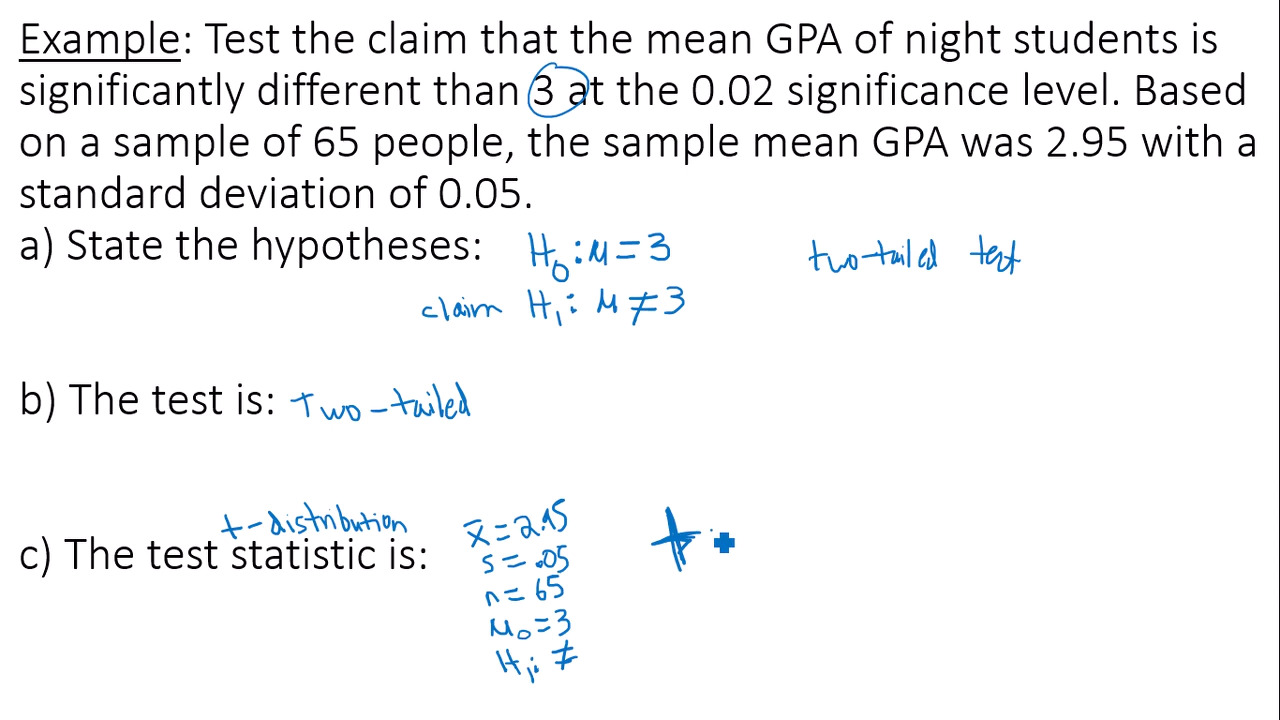 Example: Test the claim that the mean GPA of night students is
significantly different than 3 at the 0.02 significance level. Based
on a sample of 65 people, the sample mean GPA was 2.95 with a
standard deviation of 0.05.
a) State the hypotheses: H₀: μ = 3 two-tailed test
claim H₁: μ ≠ 3
b) The test is: Two-tailed
t-distribution
c) The test statistic is: x̄ = 2.95
s = .05
n = 65
μ₀ = 3
H₁: ≠
t